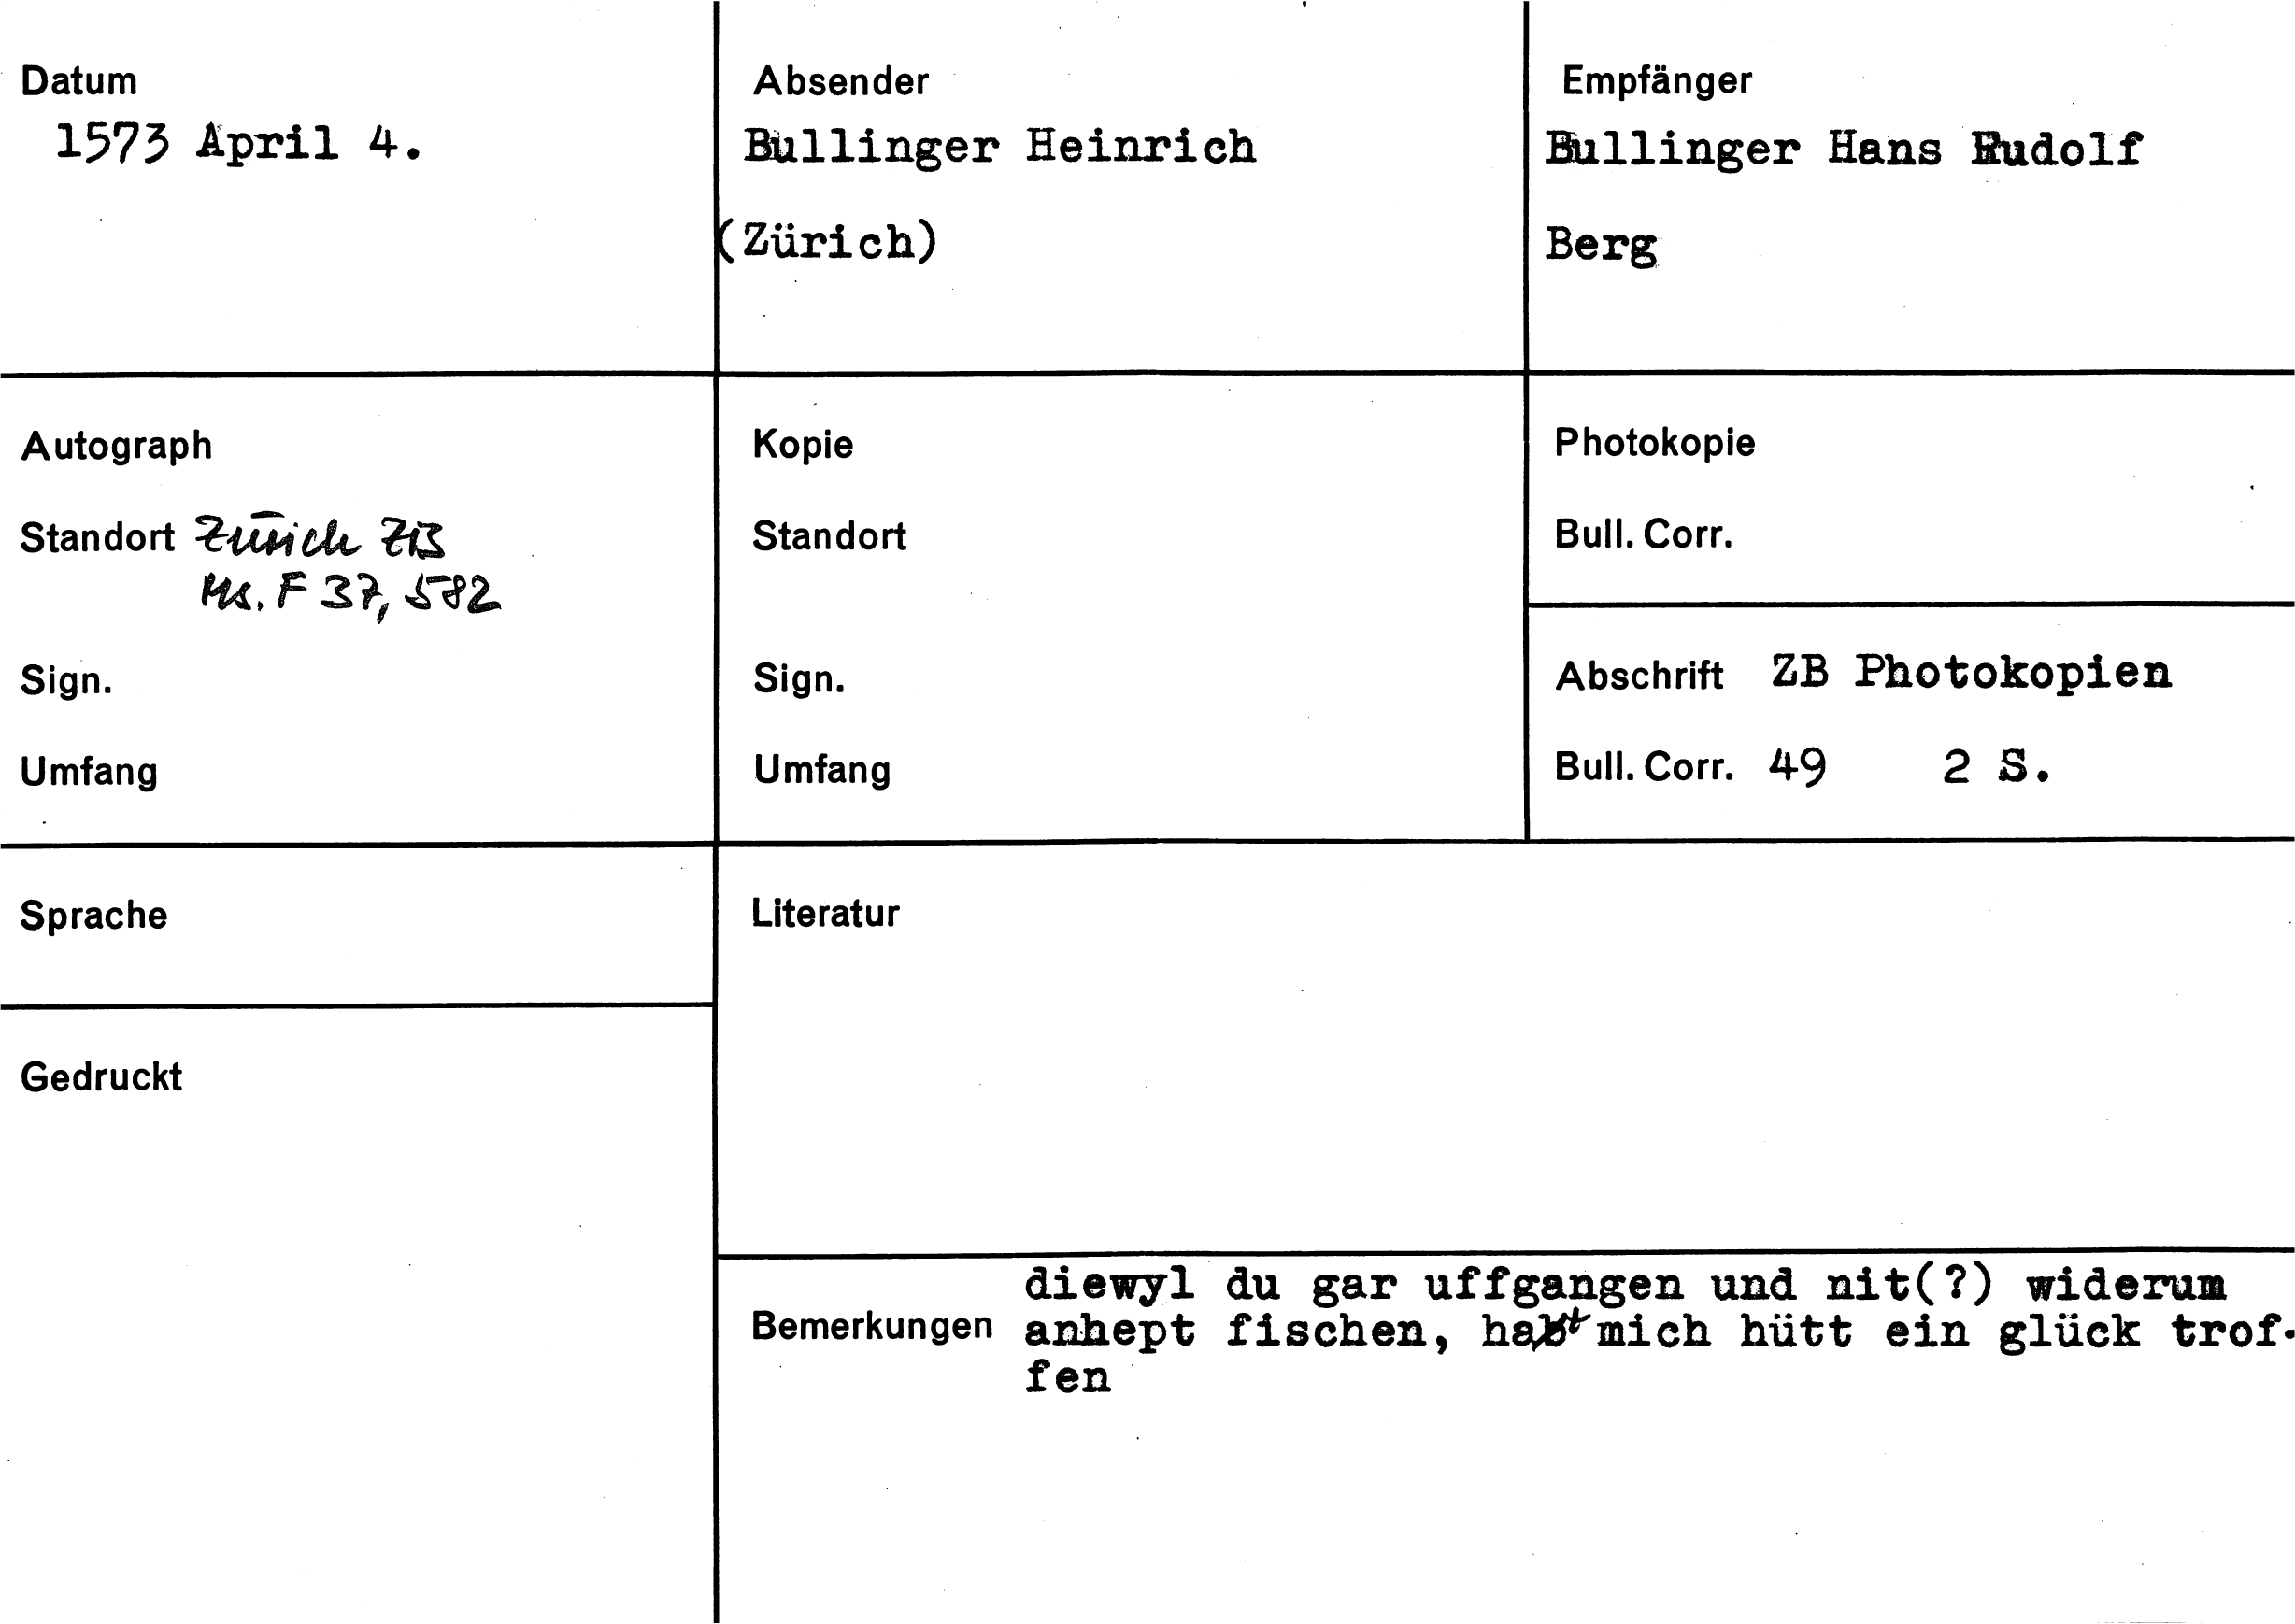 Datum
1573 April 4.
Absender
Bullinger Heinrich
(Zürich)
Empfänger
Bullinger Hans Rudolf
Berg
Autograph
Standort Zürich ZB
Ms. F 37, 582
Sign.
Umfang
Kopie
Standort
Sign.
Umfang
Photokopie
Bull. Corr.
Abschrift ZB Photokopien
Bull. Corr. 49 2 S.
Sprache
Gedruckt
Literatur
Bemerkungen
diewyl du gar uffgangen und nit(?) widerum
anhept fischen, hat mich hütt ein glück trof-
fen